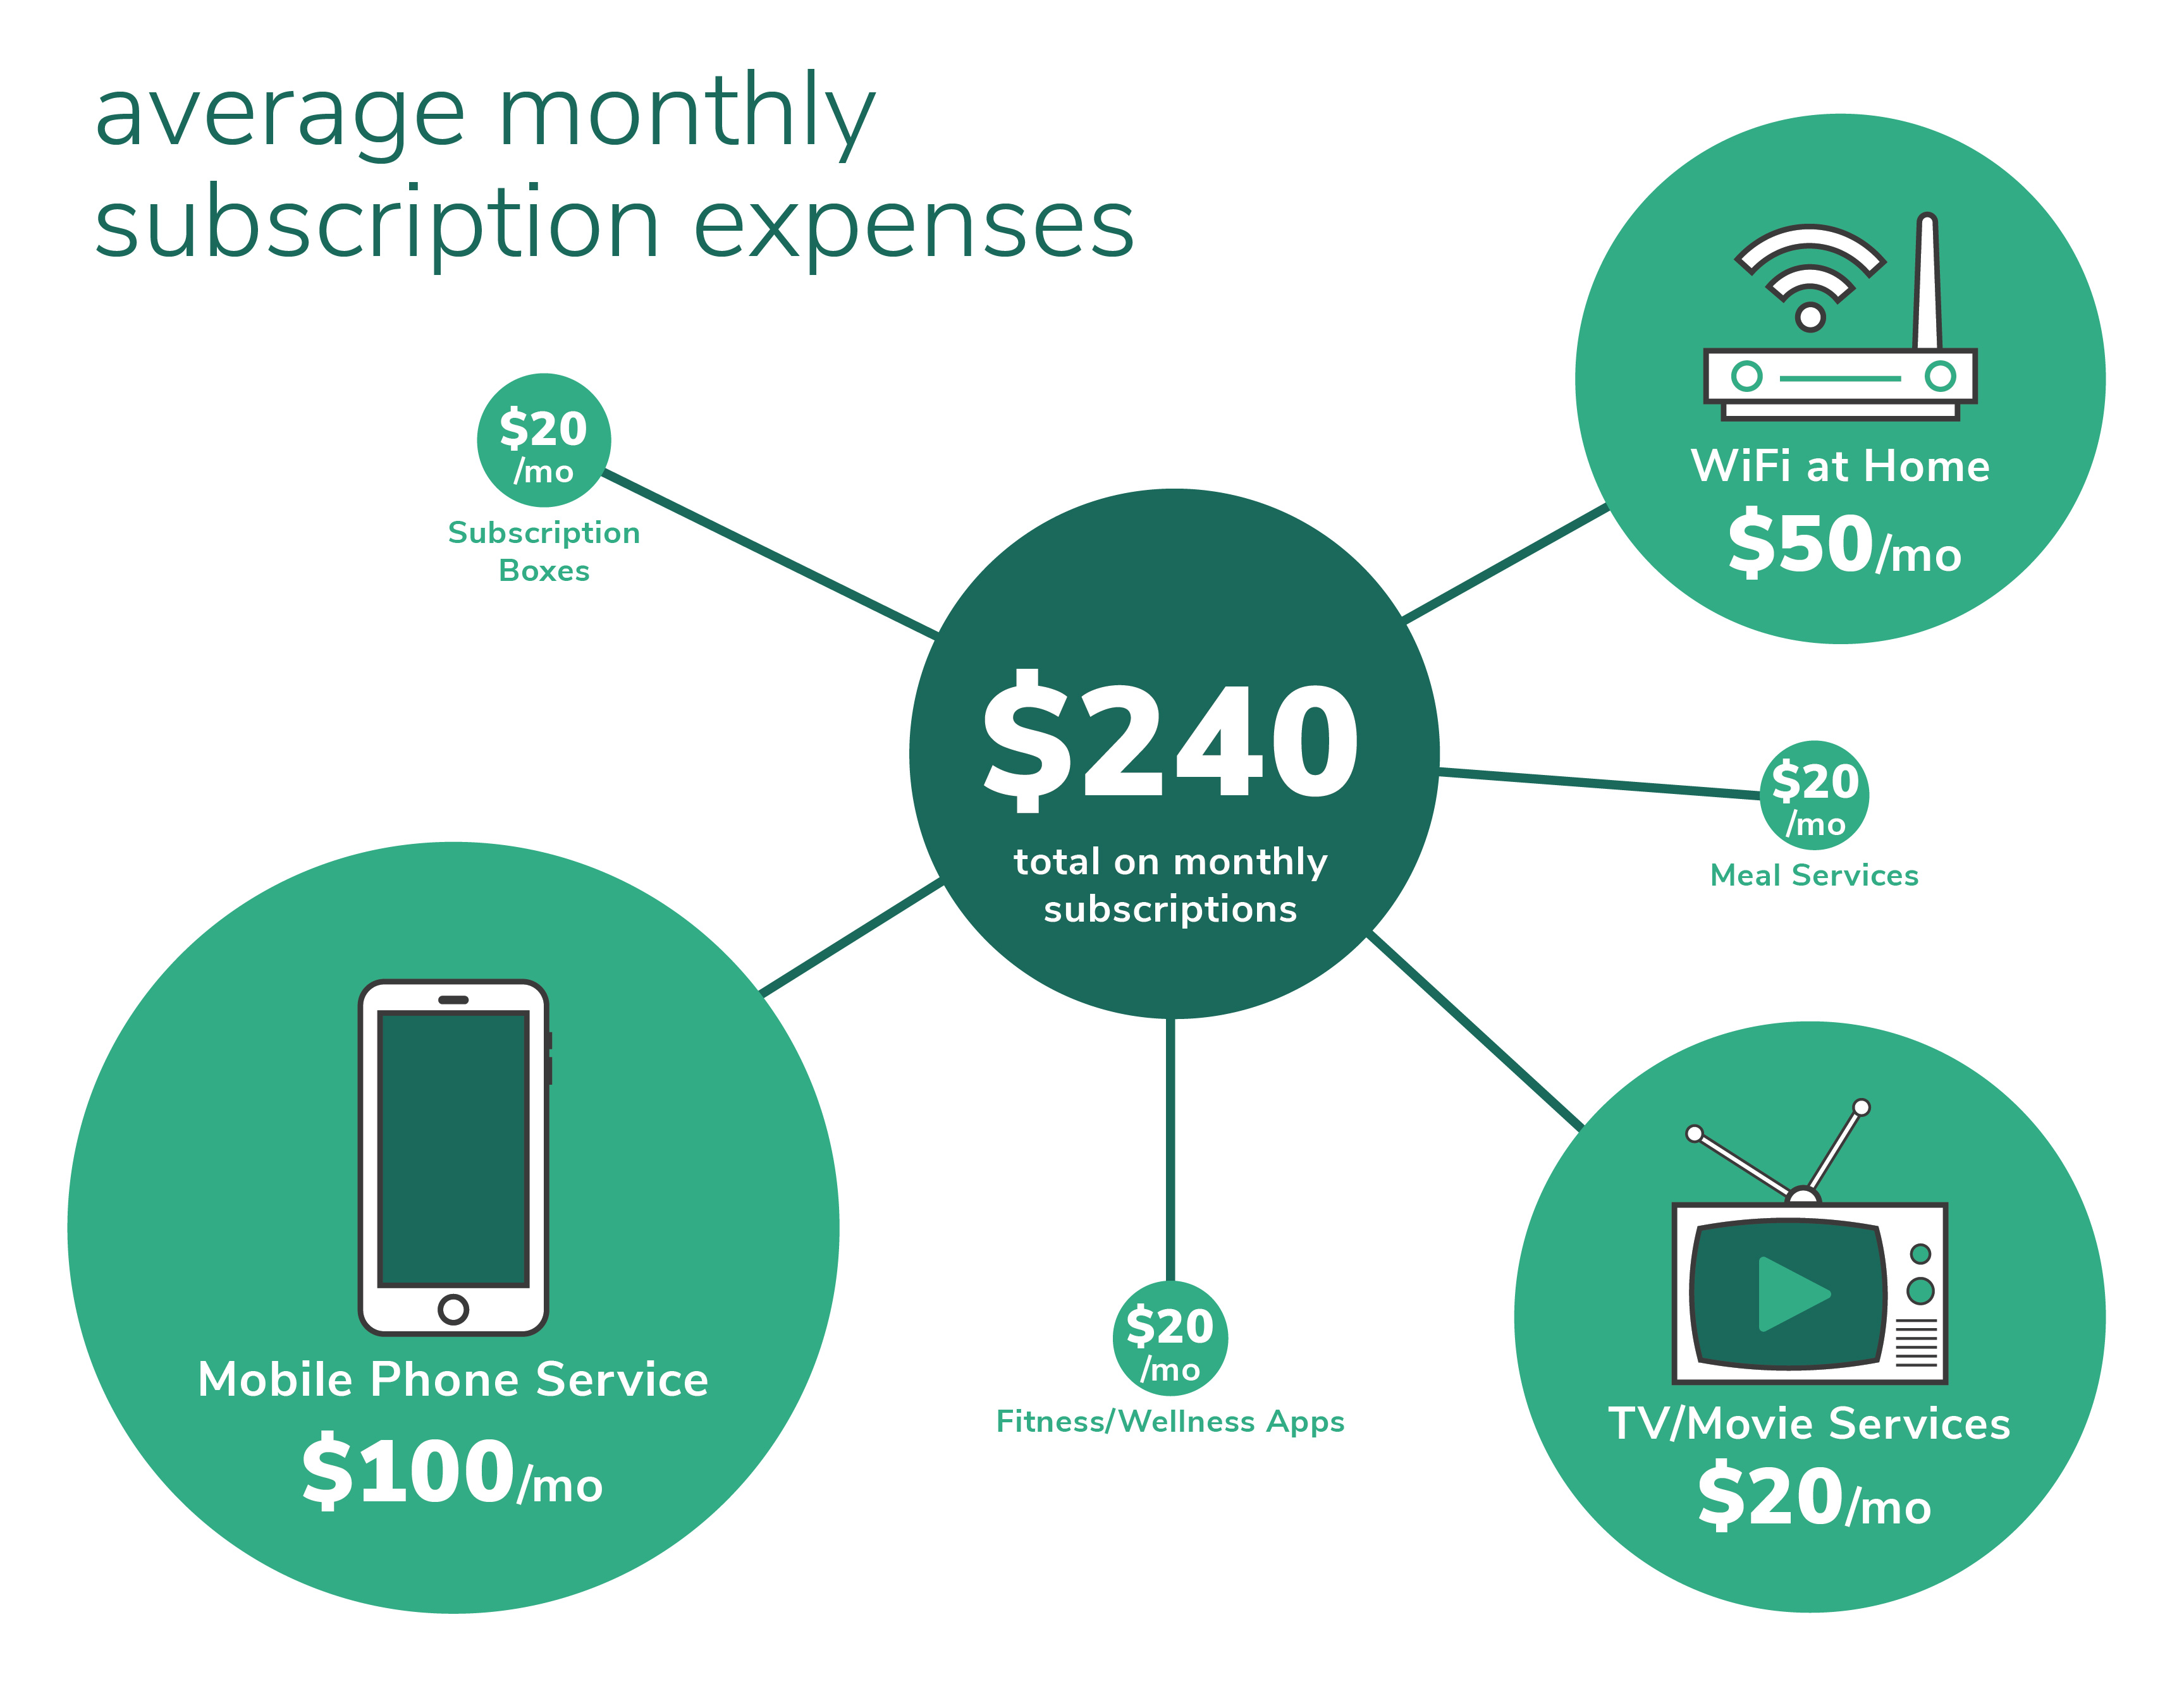 average monthly
subscription expenses
$20
/mo
Subscription
Boxes
WiFi at Home
$50/mo
$240
total on monthly
subscriptions
$20
/mo
Meal Services
Mobile Phone Service
$100/mo
$20
/mo
Fitness/Wellness Apps
TV/Movie Services
$20/mo